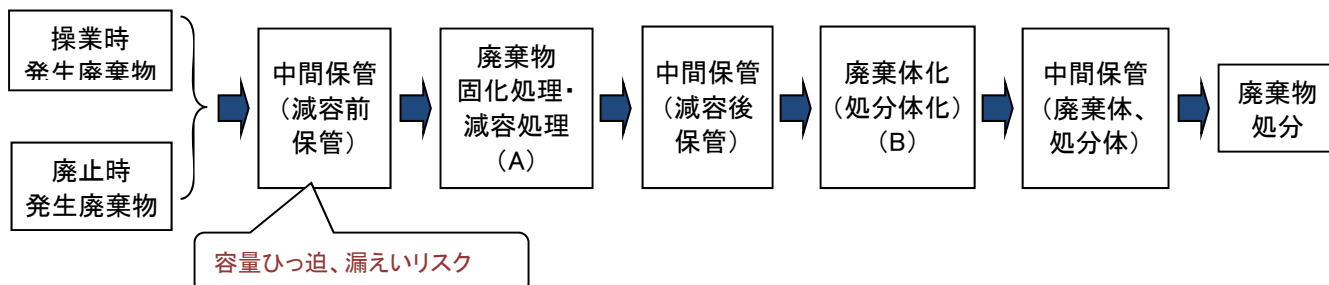 操業時
発生廃棄物
廃止時
発生廃棄物
中間保管
(減容前
保管)
廃棄物
固化処理・
減容処理
(A)
中間保管
(減容後
保管)
廃棄体化
(処分体化)
(B)
中間保管
(廃棄体、
処分体)
廃棄物
処分
容量ひっ迫、漏えいリスク